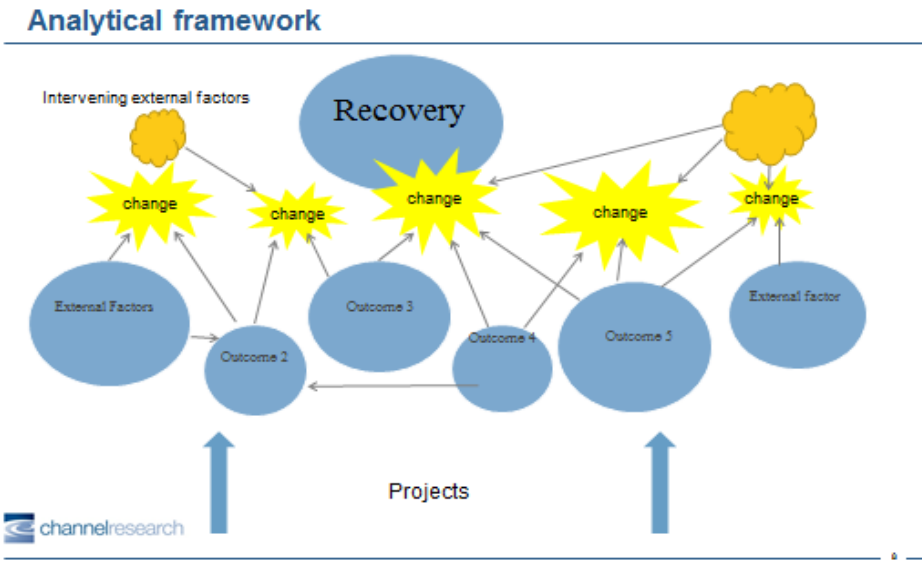 Analytical framework
Intervening external factors
Recovery
change
change
change
change
change
External Factors
Outcome 2
Outcome 3
Outcome 4
Outcome 5
External factor
Projects
channelresearch